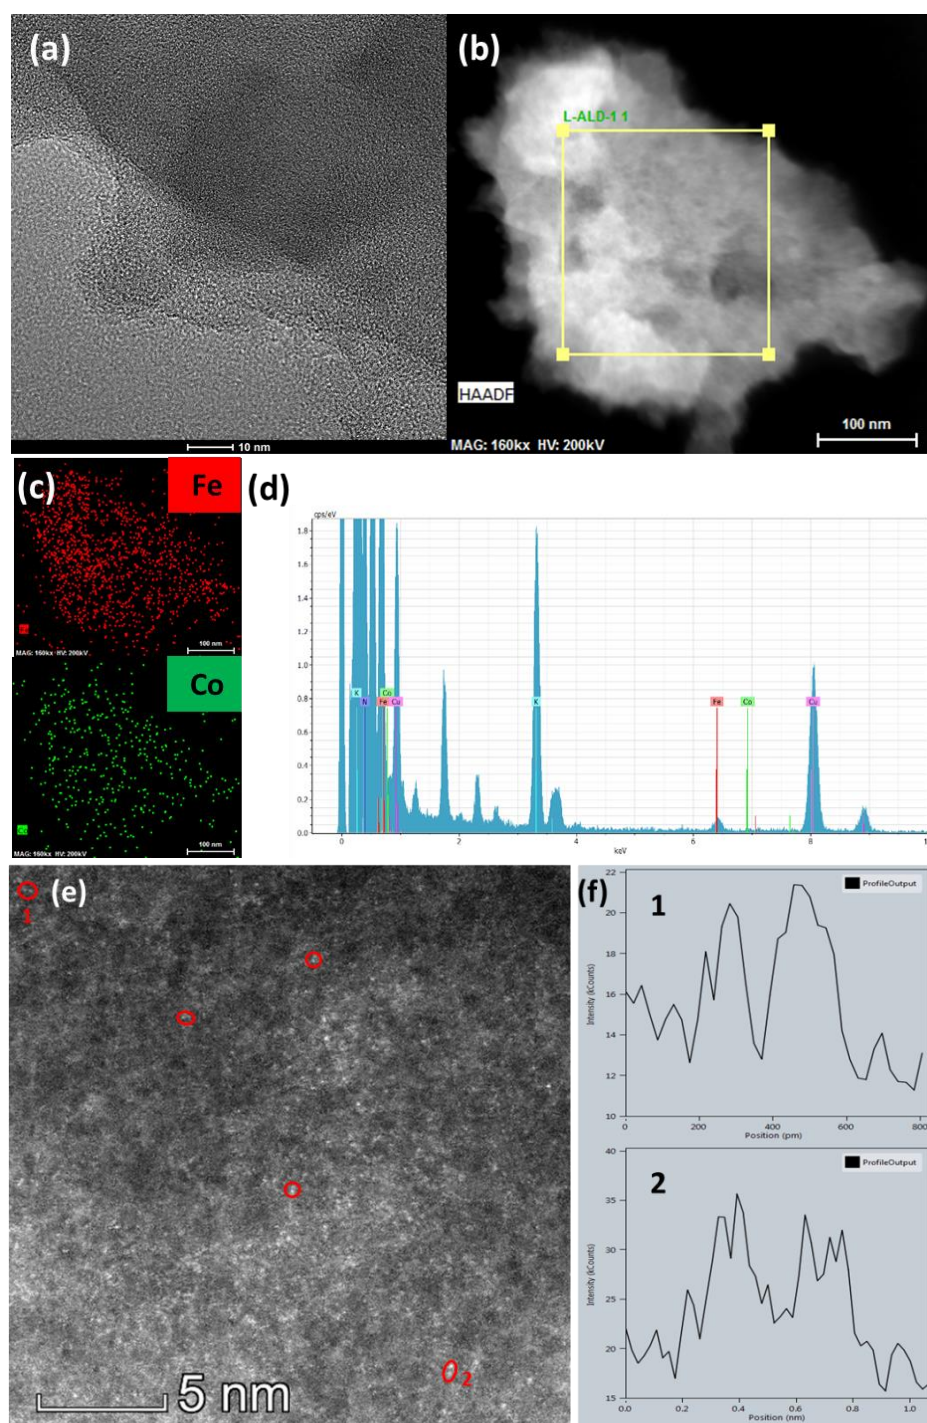 (a)
10 nm
(b)
L-ALD-1 1
HAADF
MAG: 160kx HV: 200kV
100 nm
(c)
Fe
Fe
MAG: 160kx HV: 200kV
100 nm
Co
Co
MAG: 160kx HV: 200kV
100 nm
(d)
cps/eV
1.8
1.6
1.4
1.2
1.0
0.8
0.6
0.4
0.2
0.0
K
Co
N
Fe
Cu
K
Fe
Co
Cu
0
2
4
6
8
10
keV
(e)
1
2
5 nm
(f)
1
ProfileOutput
Intensity (kCounts)
22
20
18
16
14
12
10
0
200
400
600
800
Position (pm)
2
ProfileOutput
Intensity (kCounts)
40
35
30
25
20
15
0.0
0.2
0.4
0.6
0.8
1.0
Position (nm)